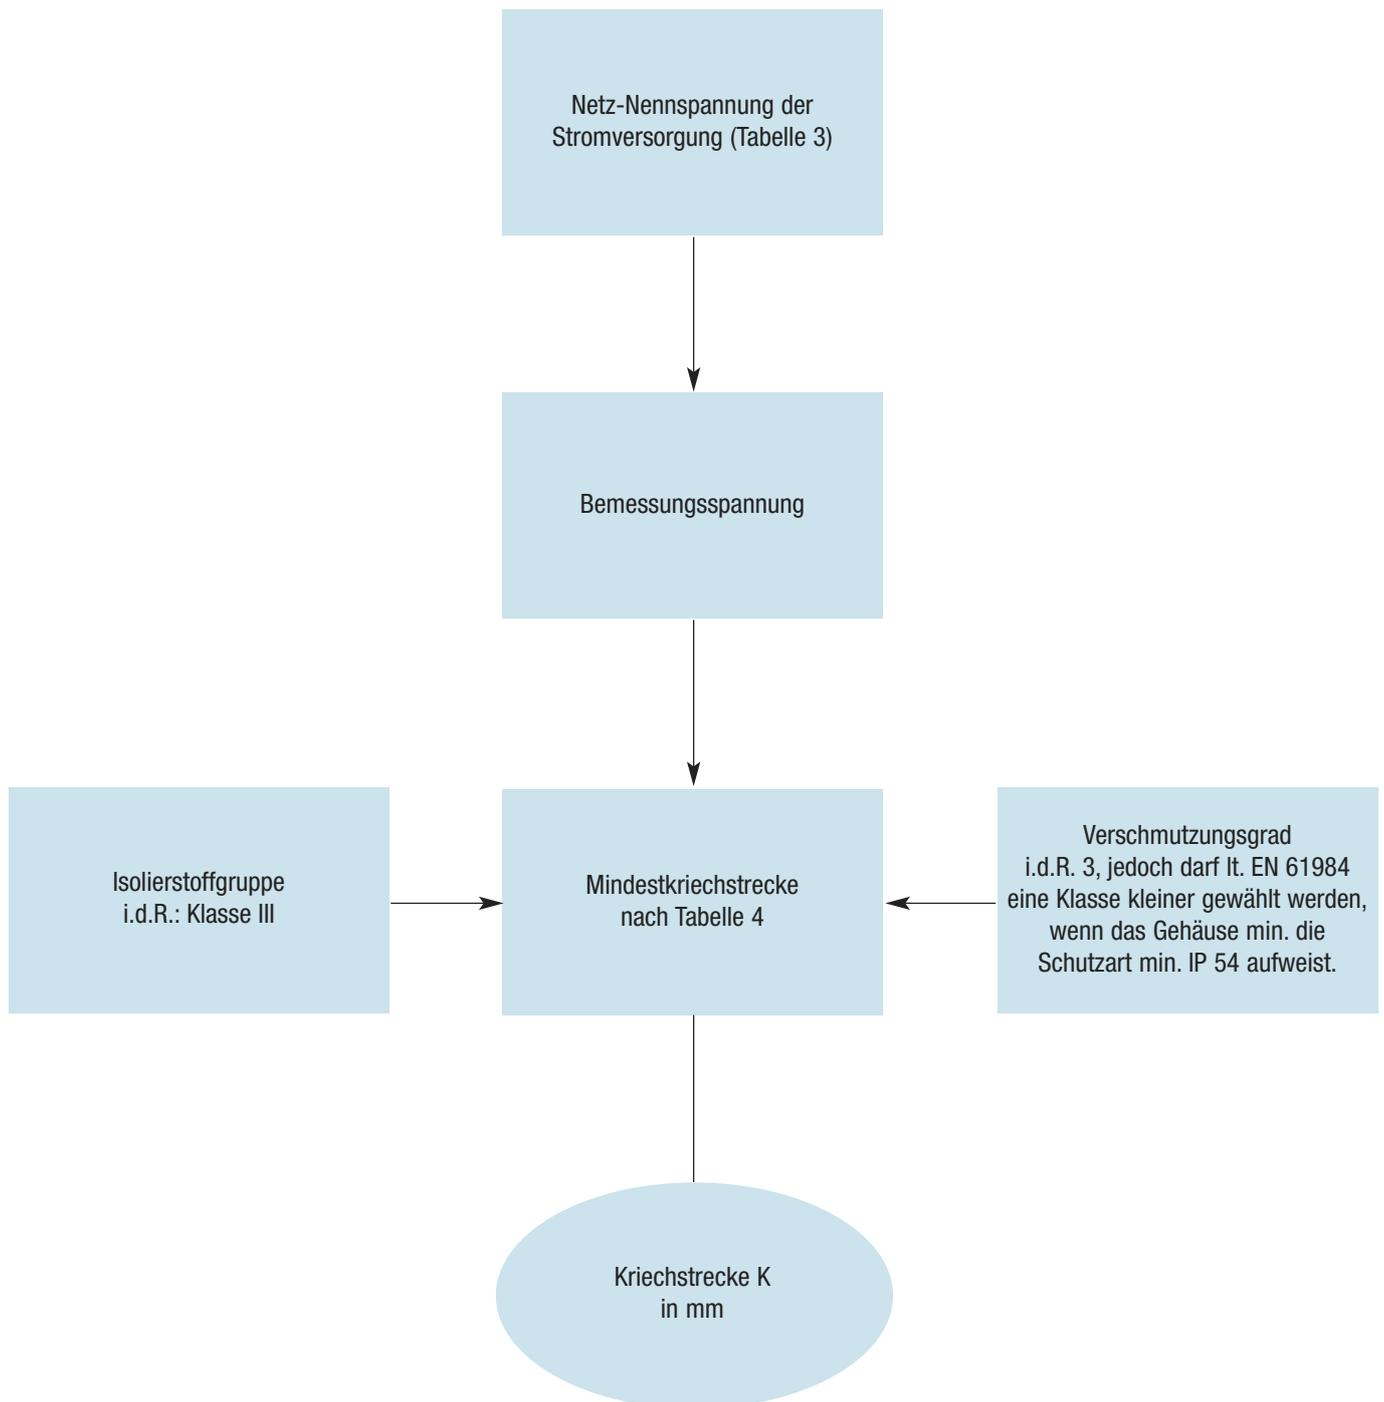 Netz-Nennspannung der
Stromversorgung (Tabelle 3)
Bemessungsspannung
Isolierstoffgruppe
i.d.R.: Klasse III
Mindestkriechstrecke
nach Tabelle 4
Verschmutzungsgrad
i.d.R. 3, jedoch darf lt. EN 61984
eine Klasse kleiner gewählt werden,
wenn das Gehäuse min. die
Schutzart min. IP 54 aufweist.
Kriechstrecke K
in mm